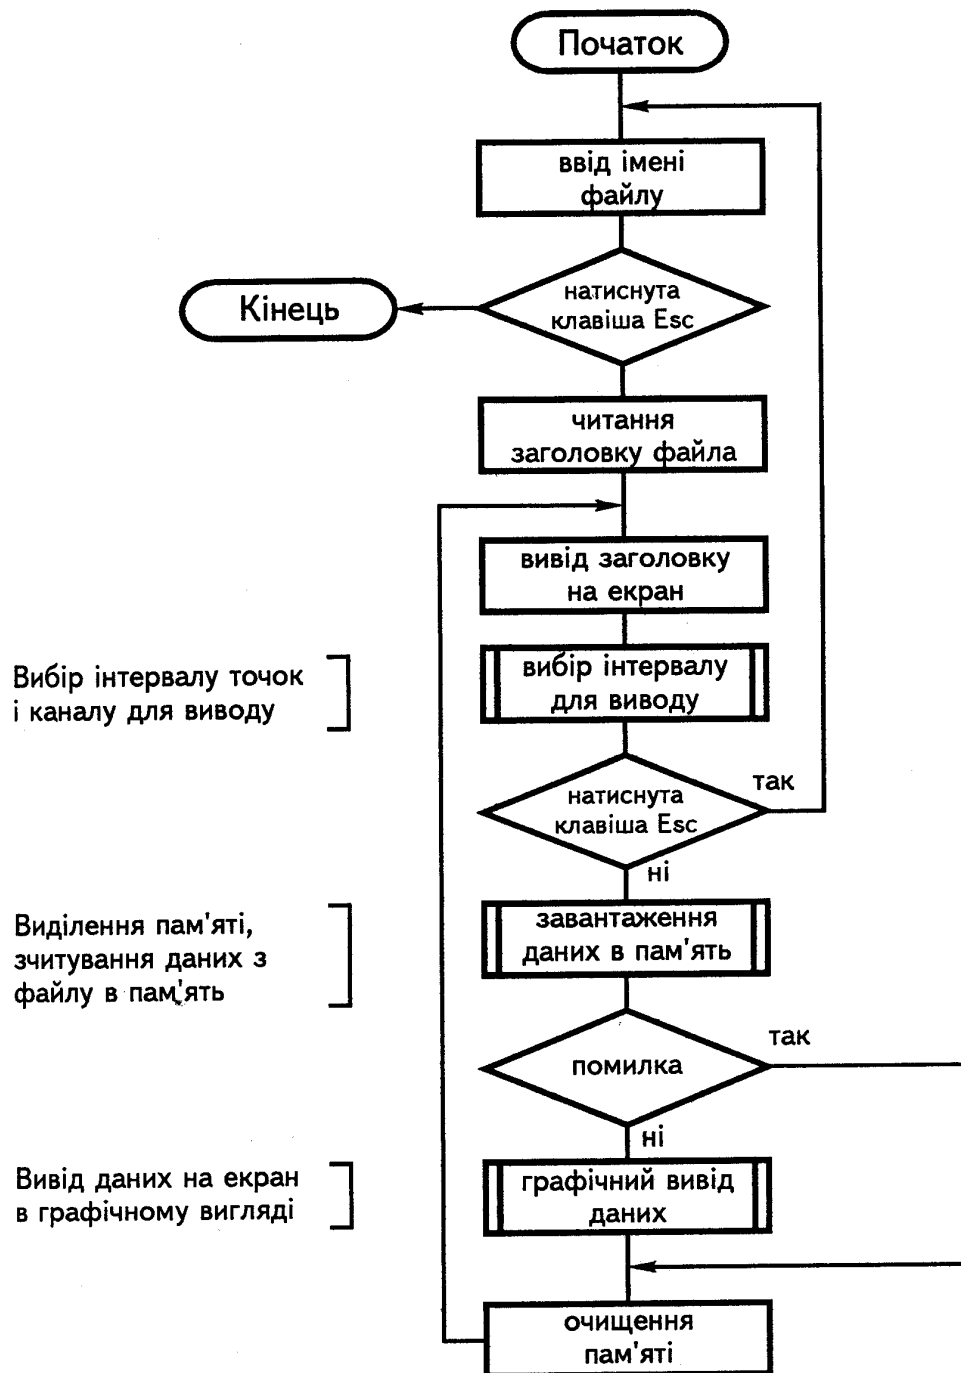 Початок
ввід імені
файлу
натиснута
клавіша Esc
Кінець
читання
заголовку файла
вивід заголовку
на екран
вибір інтервалу
для виводу
Вибір інтервалу точок
і каналу для виводу
так
натиснута
клавіша Esc
ні
завантаження
даних в пам'ять
Виділення пам'яті,
зчитування даних з
файлу в пам'ять
так
помилка
ні
графічний вивід
даних
Вивід даних на екран
в графічному вигляді
очищення
пам'яті